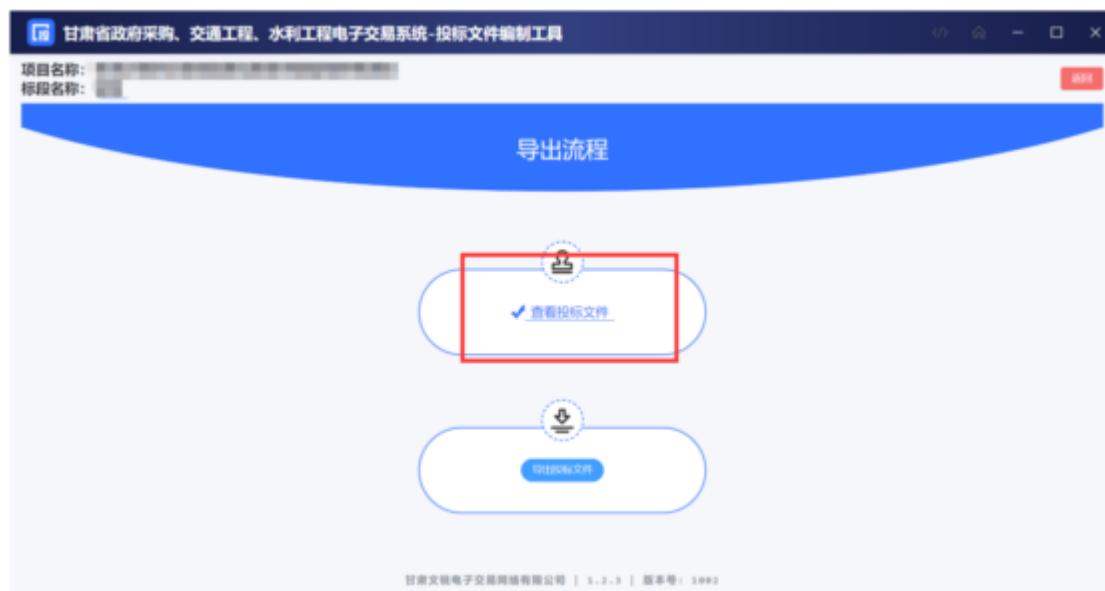 甘肃省政府采购、交通工程、水利工程电子交易系统-投标文件编制工具
项目名称：
标段名称：
返回
导出流程
查看投标文件
导出投标文件
甘肃文锐电子交易网络有限公司 | 1.2.3 | 版本号: 1002